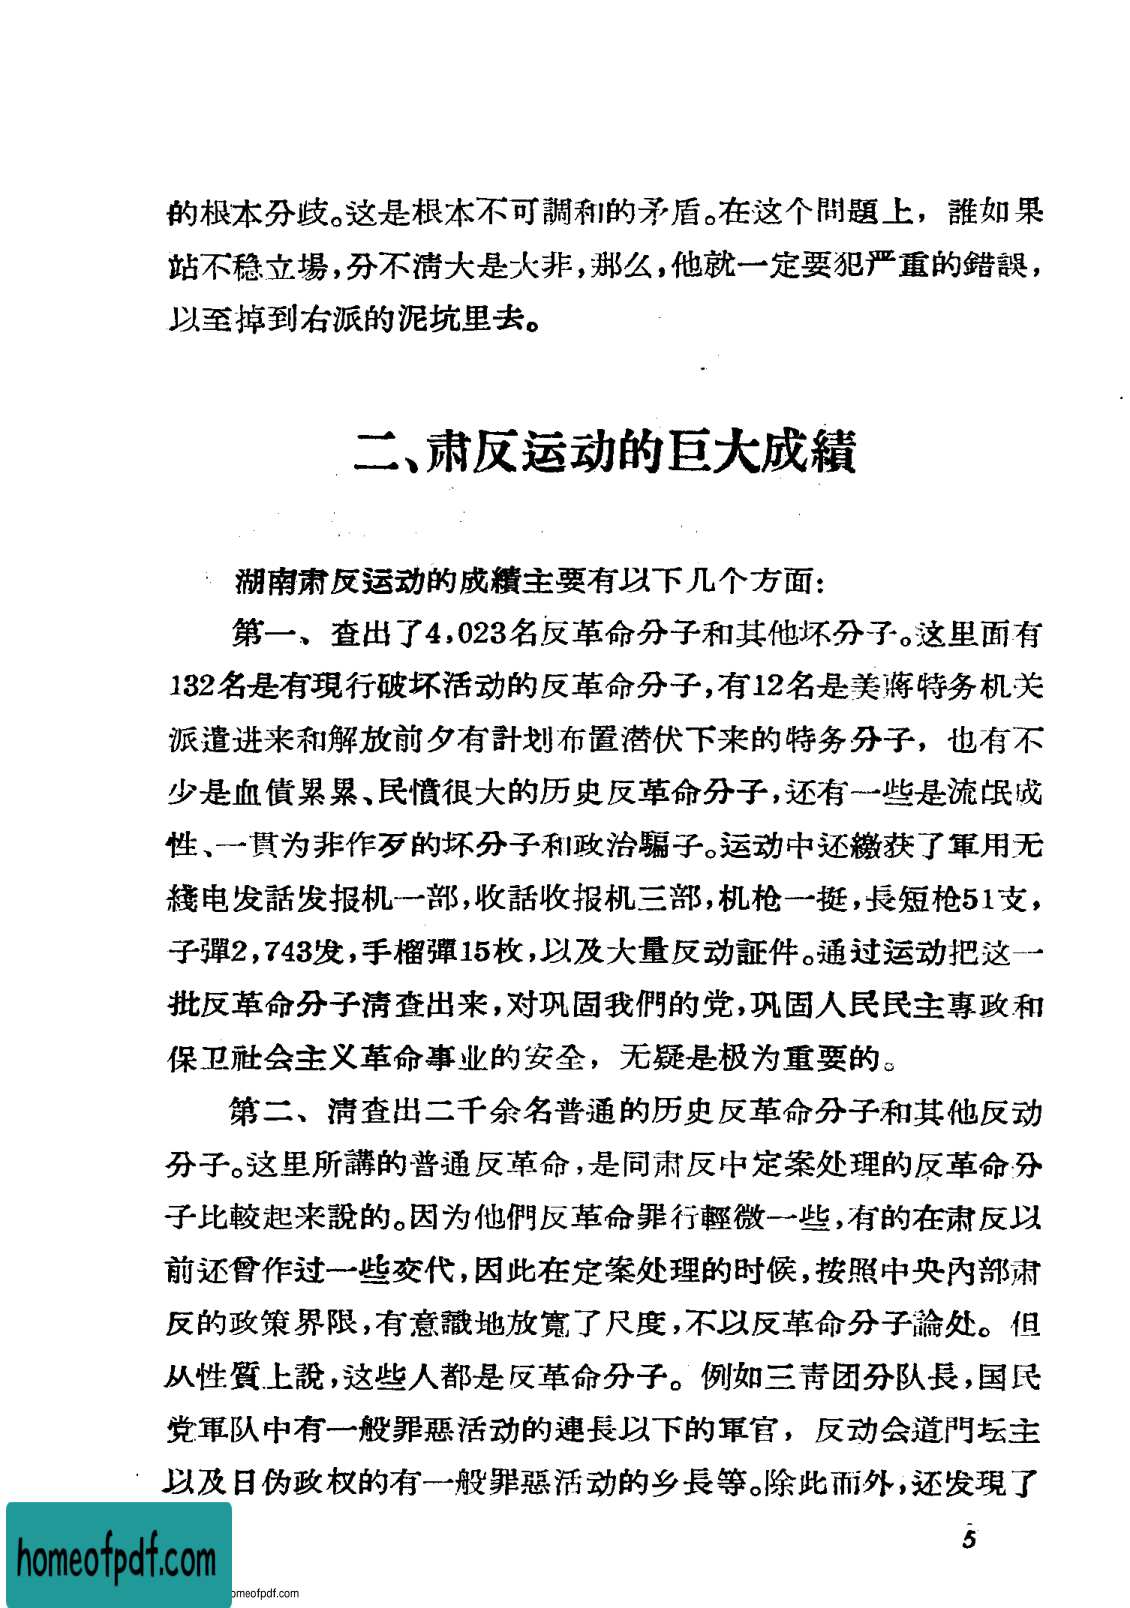 的根本分歧。这是根本不可調和的矛盾。在这个問題上，誰如果
站不稳立場，分不清大是大非，那么，他就一定要犯严重的錯誤，
以至掉到右派的泥坑里去。
二、肃反运动的巨大成績
湖南肃反运动的成績主要有以下几个方面：
第一、查出了4,023名反革命分子和其他坏分子。这里面有
132名是有現行破坏活动的反革命分子，有12名是美蔣特务机关
派遣进来和解放前夕有計划布置潜伏下来的特务分子，也有不
少是血債累累、民憤很大的历史反革命分子，还有一些是流氓成
性、一貫为非作歹的坏分子和政治騙子。运动中还繳获了軍用无
綫电发話发报机一部，收話收报机三部，机枪一挺，長短枪51支，
子彈2,743发，手榴彈15枚，以及大量反动証件。通过运动把这一
批反革命分子清查出来，对巩固我們的党，巩固人民民主專政和
保卫社会主义革命事业的安全，无疑是极为重要的。
第二、清查出二千余名普通的历史反革命分子和其他反动
分子。这里所講的普通反革命，是同肃反中定案处理的反革命分
子比較起来說的。因为他們反革命罪行輕微一些，有的在肃反以
前还曾作过一些交代，因此在定案处理的时候，按照中央內部肃
反的政策界限，有意識地放寬了尺度，不以反革命分子論处。但
从性質上說，这些人都是反革命分子。例如三青团分队長，国民
党軍队中有一般罪惡活动的連長以下的軍官，反动会道門坛主
以及日伪政权的有一般罪惡活动的乡長等。除此而外，还发現了
5
homeofpdf.com
omeofpdf.com